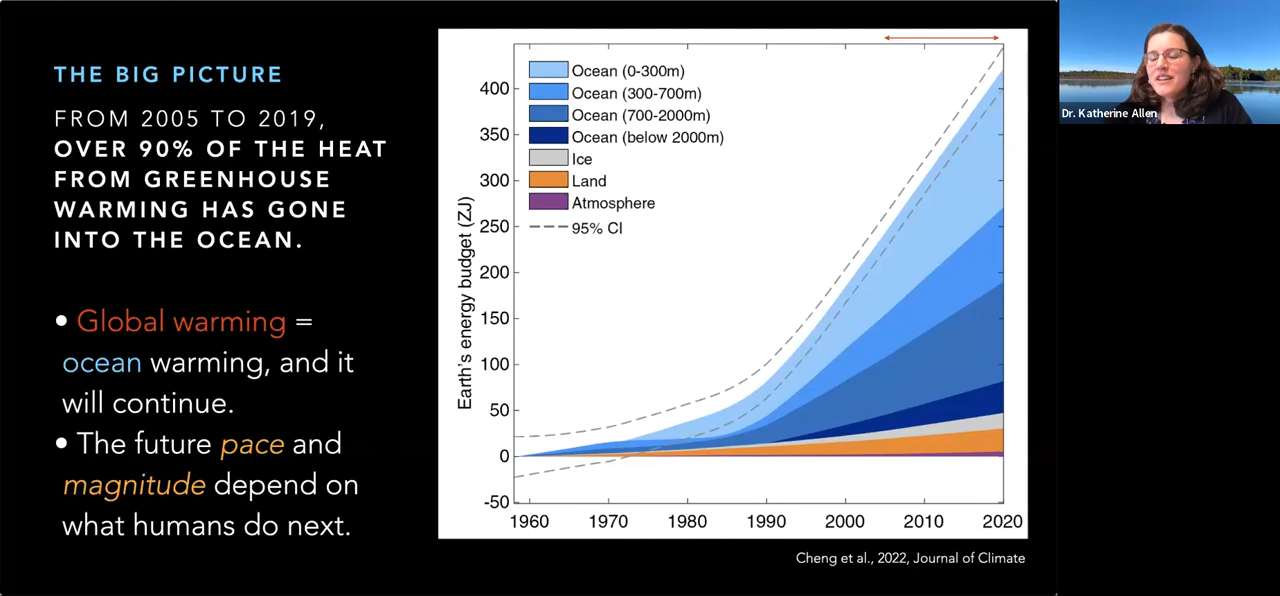 THE BIG PICTURE
FROM 2005 TO 2019,
OVER 90% OF THE HEAT
FROM GREENHOUSE
WARMING HAS GONE
INTO THE OCEAN.
• Global warming =
ocean warming, and it
will continue.
• The future pace and
magnitude depend on
what humans do next.
Ocean (0-300m)
Ocean (300-700m)
Ocean (700-2000m)
Ocean (below 2000m)
Ice
Land
Atmosphere
95% CI
Earth's energy budget (ZJ)
400
350
300
250
200
150
100
50
0
-50
1960 1970 1980 1990 2000 2010 2020
Cheng et al., 2022, Journal of Climate
Dr. Katherine Allen